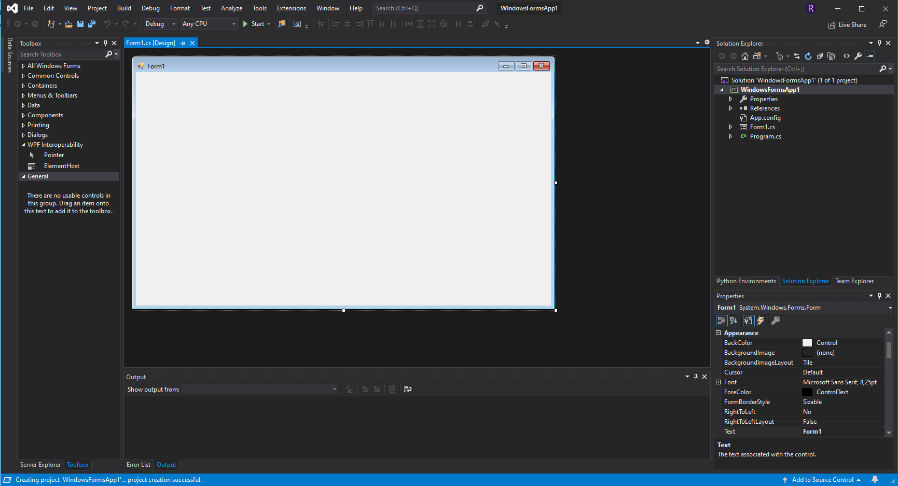 File Edit View Project Build Debug Format Test Analyze Tools Extensions Window Help Search (Ctrl+Q) WindowsFormsApp1 R
Debug Any CPU Start Live Share
Data Sources
Toolbox
Search Toolbox
All Windows Forms
Common Controls
Containers
Menus & Toolbars
Data
Components
Printing
Dialogs
WPF Interoperability
Pointer
ElementHost
General
There are no usable controls in
this group. Drag an item onto
this text to add it to the toolbox.
Server Explorer Toolbox
Form1.cs [Design]
Form1
Output
Show output from:
Error List Output
Solution Explorer
Search Solution Explorer (Ctrl+;)
Solution 'WindowsFormsApp1' (1 of 1 project)
WindowsFormsApp1
Properties
References
App.config
Form1.cs
Program.cs
Python Environments Solution Explorer Team Explorer
Properties
Form1 System.Windows.Forms.Form
Appearance
BackColor Control
BackgroundImage (none)
BackgroundImageLayout Tile
Cursor Default
Font Microsoft Sans Serif; 8,25pt
ForeColor ControlText
FormBorderStyle Sizable
RightToLeft No
RightToLeftLayout False
Text Form1
Text
The text associated with the control.
Creating project 'WindowsFormsApp1'... project creation successful. Add to Source Control